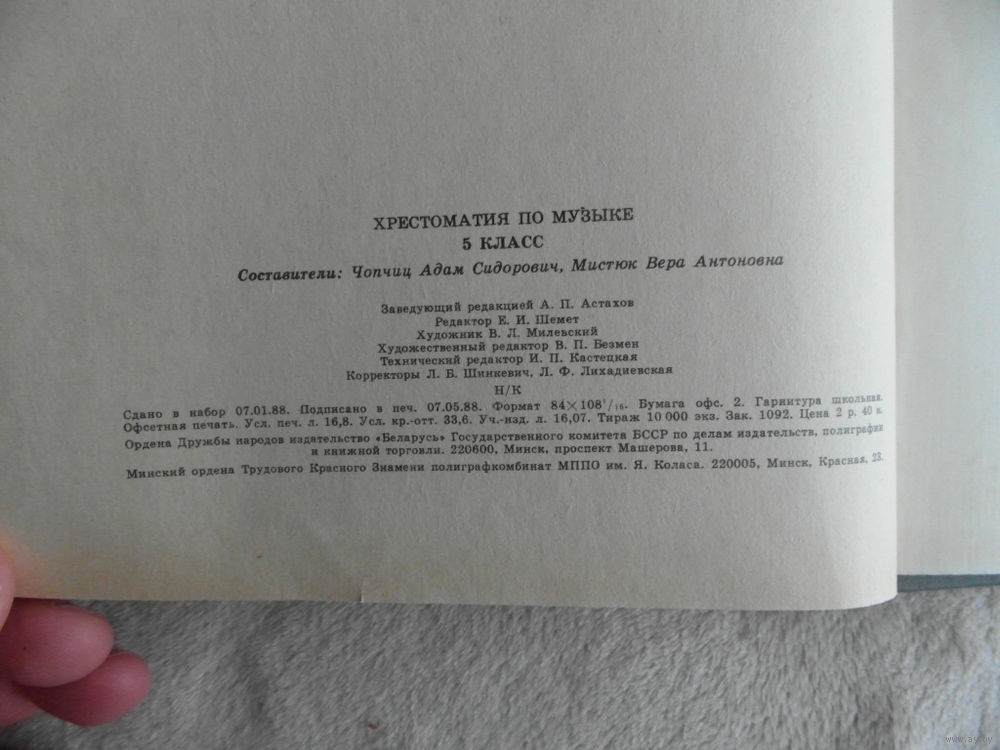 ХРЕСТОМАТИЯ ПО МУЗЫКЕ
5 КЛАСС
Составители: Чопчиц Адам Сидорович, Мистюк Вера Антоновна
Заведующий редакцией А. П. Астахов
Редактор Е. И. Шемет
Художник В. Л. Милевский
Художественный редактор В. П. Безмен
Технический редактор И. П. Кастецкая
Корректоры Л. Б. Шинкевич, Л. Ф. Лихадиевская
Н/К
Сдано в набор 07.01.88. Подписано в печ. 07.05.88. Формат 84×108¹/₁₆. Бумага офс. 2. Гарнитура школьная.
Офсетная печать. Усл. печ. л. 16,8. Усл. кр.-отт. 33,6. Уч.-изд. л. 16,07. Тираж 10 000 экз. Зак. 1092. Цена 2 р. 40 к.
Ордена Дружбы народов издательство «Беларусь» Государственного комитета БССР по делам издательств, полиграфии
и книжной торговли. 220600, Минск, проспект Машерова, 11.
Минский ордена Трудового Красного Знамени полиграфкомбинат МППО им. Я. Коласа. 220005, Минск, Красная, 23.
www.ay.by